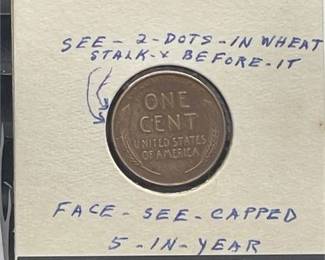 SEE - 2 - DOTS - IN WHEAT
STALK - & BEFORE - IT
ONE
CENT
UNITED STATES
OF AMERICA
FACE - SEE - CAPPED
5 - IN - YEAR